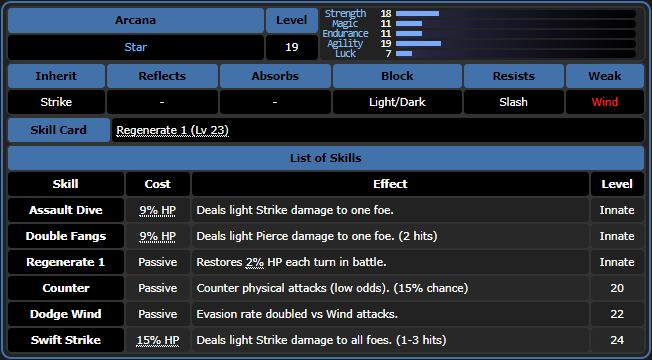 Arcana Level
Strength 18
Magic 11
Endurance 11
Agility 19
Luck 7
Star 19
Inherit Reflects Absorbs Block Resists Weak
Strike - - Light/Dark Slash Wind
Skill Card Regenerate 1 (Lv 23)
List of Skills
Skill Cost Effect Level
Assault Dive 9% HP Deals light Strike damage to one foe. Innate
Double Fangs 9% HP Deals light Pierce damage to one foe. (2 hits) Innate
Regenerate 1 Passive Restores 2% HP each turn in battle. Innate
Counter Passive Counter physical attacks (low odds). (15% chance) 20
Dodge Wind Passive Evasion rate doubled vs Wind attacks. 22
Swift Strike 15% HP Deals light Strike damage to all foes. (1-3 hits) 24